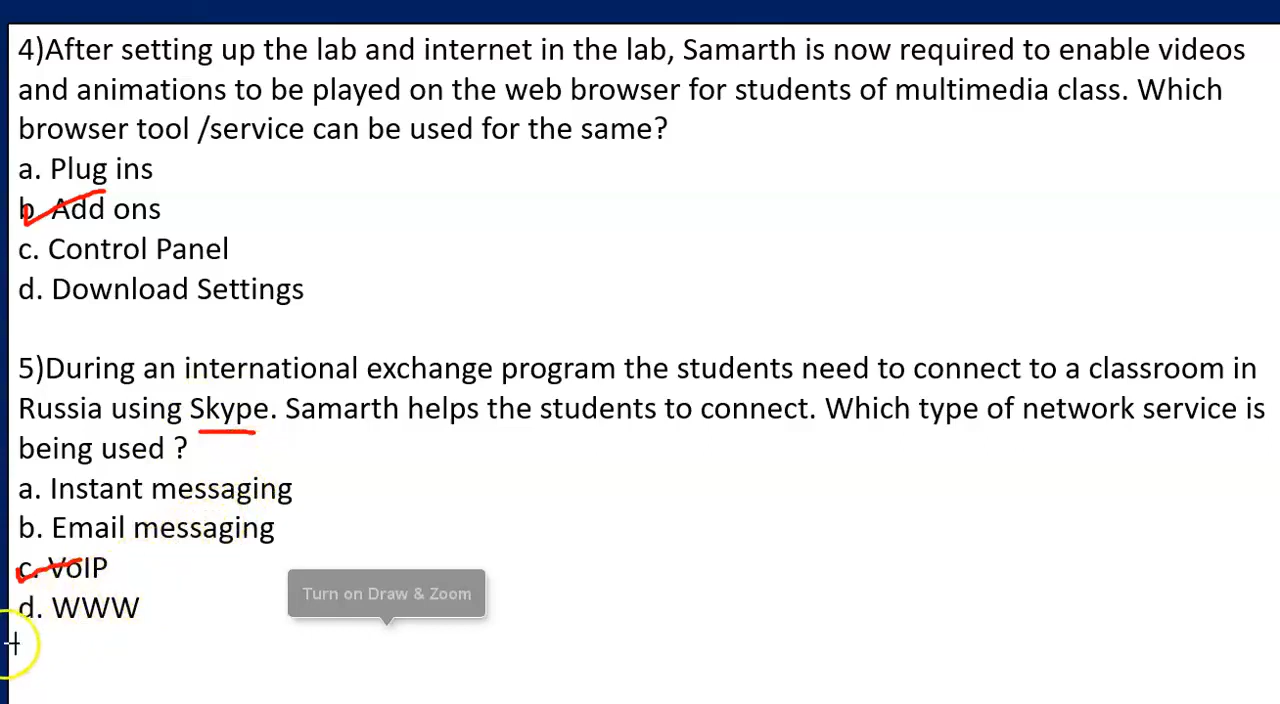 4)After setting up the lab and internet in the lab, Samarth is now required to enable videos
and animations to be played on the web browser for students of multimedia class. Which
browser tool /service can be used for the same?
a. Plug ins
b. Add ons
c. Control Panel
d. Download Settings
5)During an international exchange program the students need to connect to a classroom in
Russia using Skype. Samarth helps the students to connect. Which type of network service is
being used ?
a. Instant messaging
b. Email messaging
c. VoIP
d. WWW
Turn on Draw & Zoom